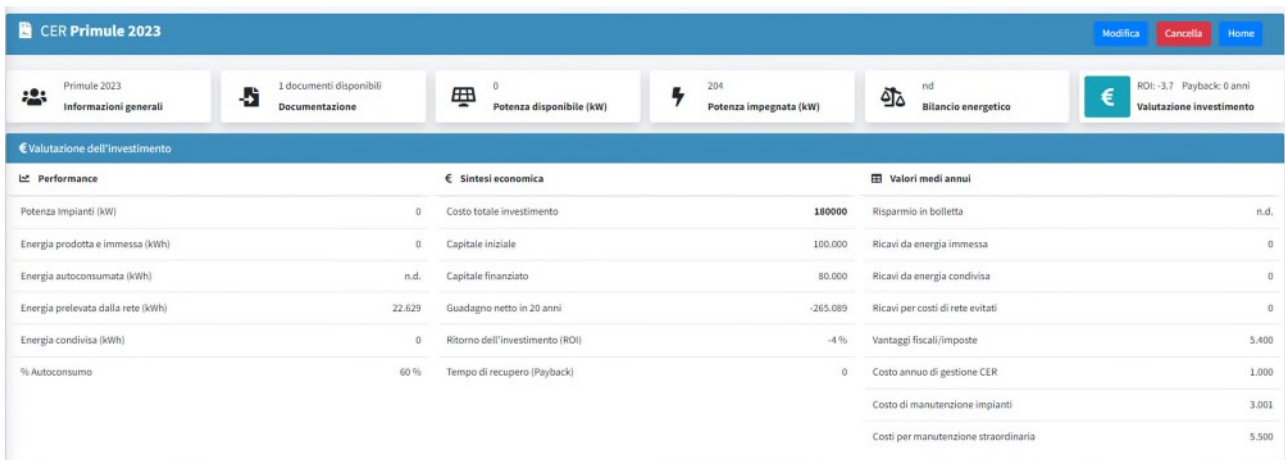 CER Primule 2023
Modifica
Cancella
Home
Primule 2023
Informazioni generali
1 documenti disponibili
Documentazione
0
Potenza disponibile (kW)
204
Potenza impegnata (kW)
nd
Bilancio energetico
€
ROI: -3,7 Payback: 0 anni
Valutazione investimento
€ Valutazione dell'investimento
Performance
Potenza Impianti (kW) 0
Energia prodotta e immessa (kWh) 0
Energia autoconsumata (kWh) n.d.
Energia prelevata dalla rete (kWh) 22.629
Energia condivisa (kWh) 0
% Autoconsumo 60 %
€ Sintesi economica
Costo totale investimento 180000
Capitale iniziale 100.000
Capitale finanziato 80.000
Guadagno netto in 20 anni -265.089
Ritorno dell'investimento (ROI) -4 %
Tempo di recupero (Payback) 0
Valori medi annui
Risparmio in bolletta n.d.
Ricavi da energia immessa 0
Ricavi da energia condivisa 0
Ricavi per costi di rete evitati 0
Vantaggi fiscali/imposte 5.400
Costo annuo di gestione CER 1.000
Costo di manutenzione impianti 3.001
Costi per manutenzione straordinaria 5.500